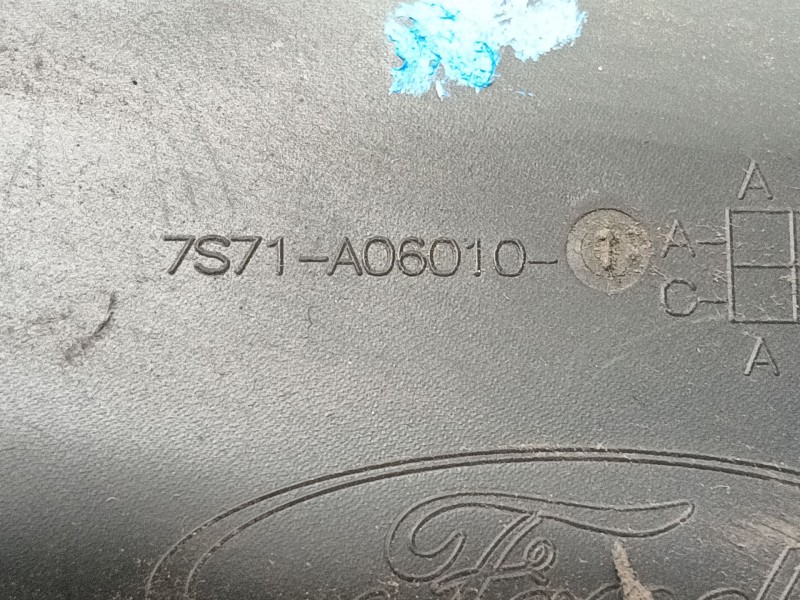 7S71-A06010-
A
A-
C-
A
Ford